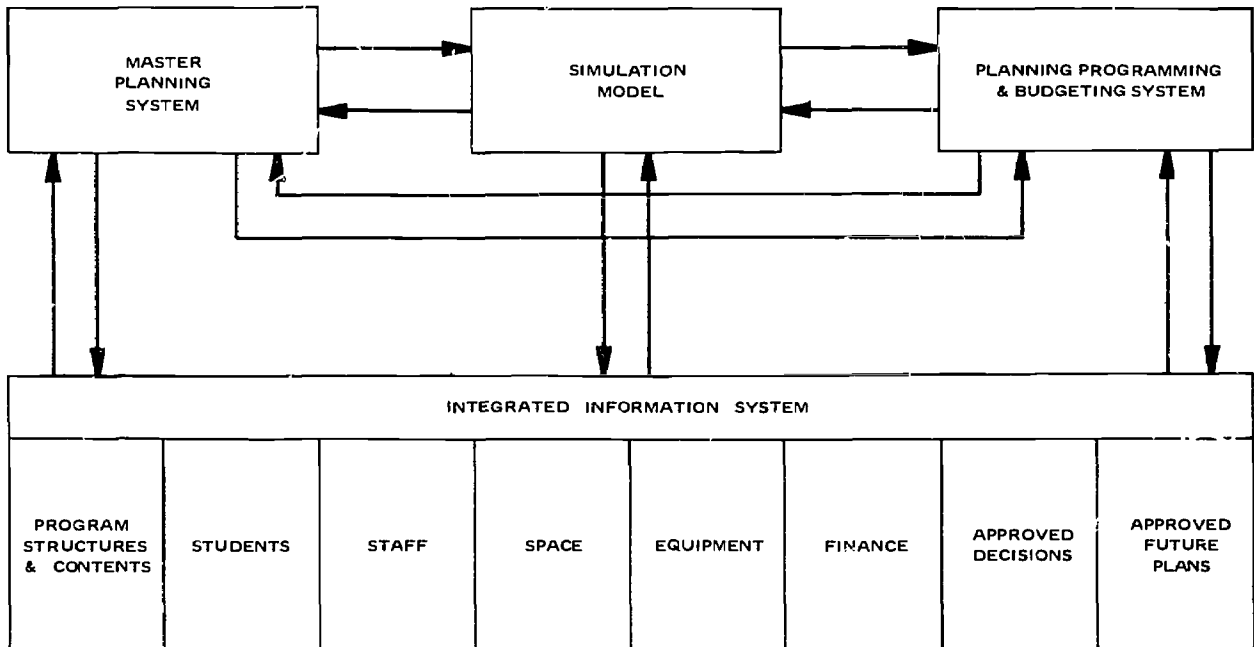 MASTER
PLANNING
SYSTEM
SIMULATION
MODEL
PLANNING PROGRAMMING
& BUDGETING SYSTEM
INTEGRATED INFORMATION SYSTEM
PROGRAM
STRUCTURES
& CONTENTS
STUDENTS
STAFF
SPACE
EQUIPMENT
FINANCE
APPROVED
DECISIONS
APPROVED
FUTURE
PLANS